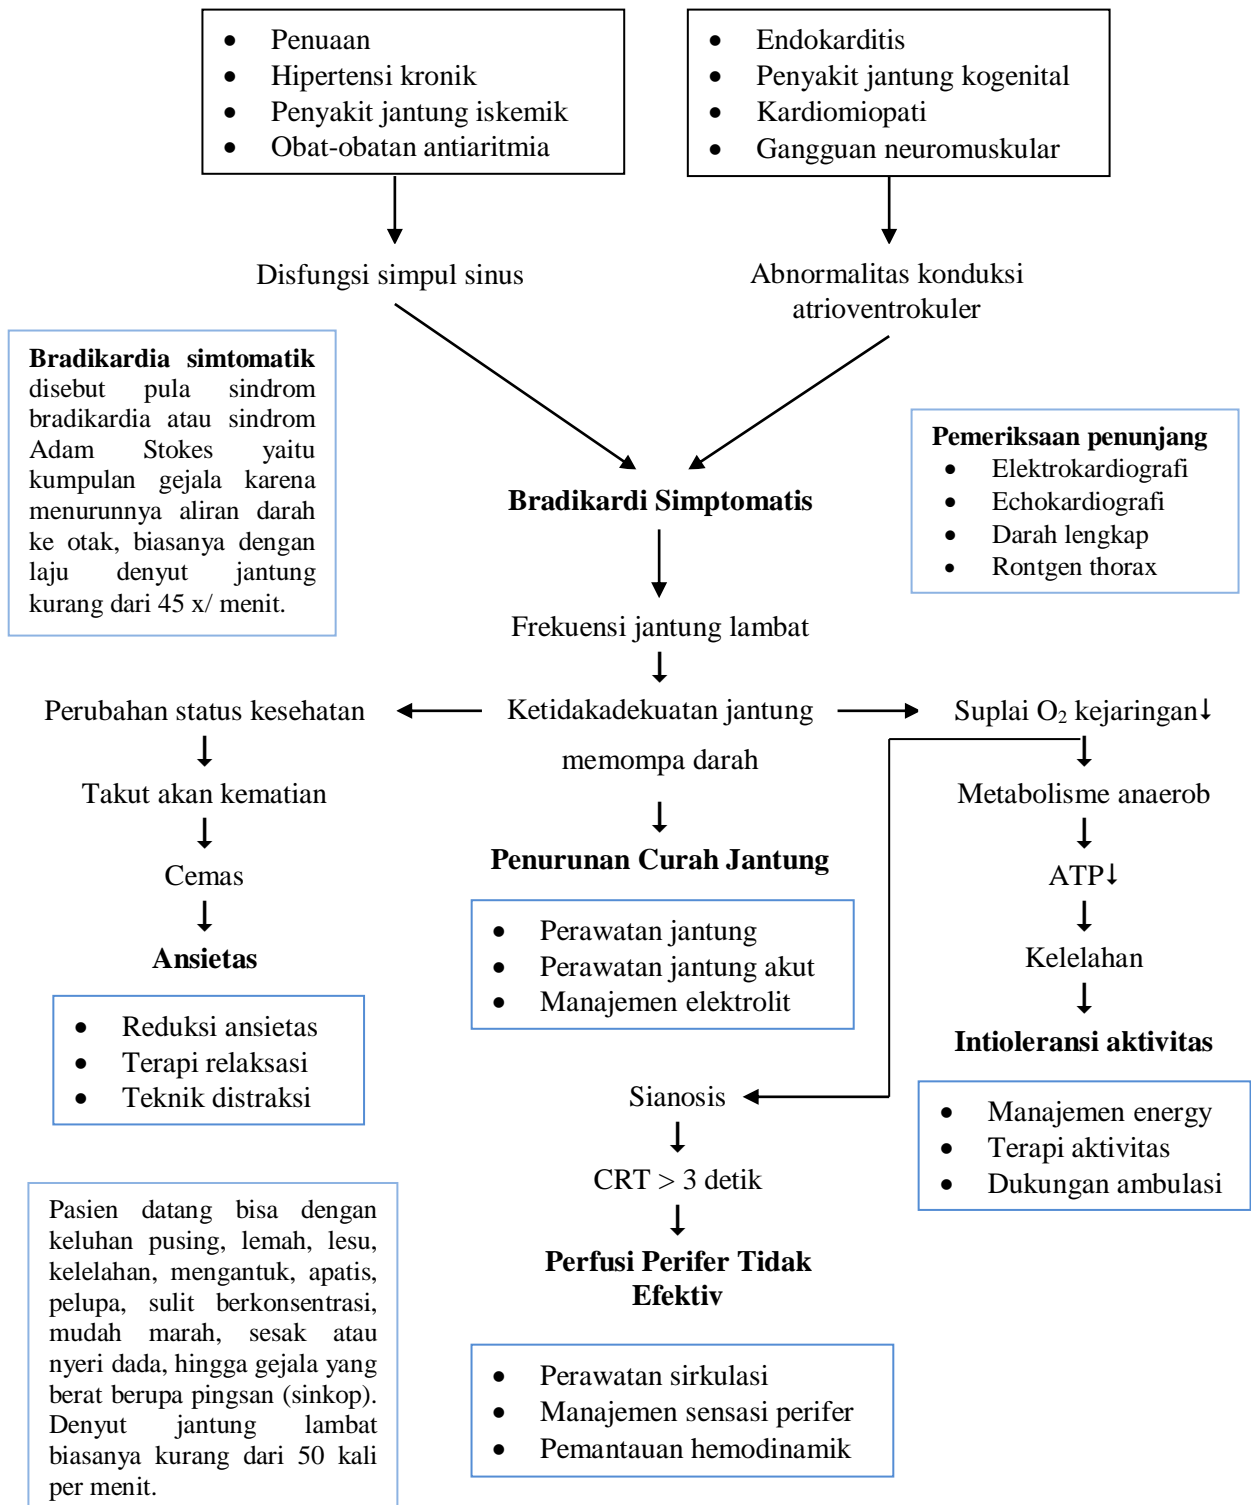 • Penuaan
• Hipertensi kronik
• Penyakit jantung iskemik
• Obat-obatan antiaritmia
• Endokarditis
• Penyakit jantung kogenital
• Kardiomiopati
• Gangguan neuromuskular
Disfungsi simpul sinus
Abnormalitas konduksi
atrioventrokuler
Bradikardia simtomatik
disebut pula sindrom
bradikardia atau sindrom
Adam Stokes yaitu
kumpulan gejala karena
menurunnya aliran darah
ke otak, biasanya dengan
laju denyut jantung
kurang dari 45 x/ menit.
Pemeriksaan penunjang
• Elektrokardiografi
• Echokardiografi
• Darah lengkap
• Rontgen thorax
Bradikardi Simptomatis
Frekuensi jantung lambat
Perubahan status kesehatan
Ketidakadekuatan jantung
memompa darah
Suplai O₂ kejaringan↓
Takut akan kematian
Metabolisme anaerob
Cemas
Penurunan Curah Jantung
ATP↓
Ansietas
• Perawatan jantung
• Perawatan jantung akut
• Manajemen elektrolit
Kelelahan
• Reduksi ansietas
• Terapi relaksasi
• Teknik distraksi
Intioleransi aktivitas
Sianosis
• Manajemen energy
• Terapi aktivitas
• Dukungan ambulasi
CRT > 3 detik
Pasien datang bisa dengan
keluhan pusing, lemah, lesu,
kelelahan, mengantuk, apatis,
pelupa, sulit berkonsentrasi,
mudah marah, sesak atau
nyeri dada, hingga gejala yang
berat berupa pingsan (sinkop).
Denyut jantung lambat
biasanya kurang dari 50 kali
per menit.
Perfusi Perifer Tidak
Efektiv
• Perawatan sirkulasi
• Manajemen sensasi perifer
• Pemantauan hemodinamik